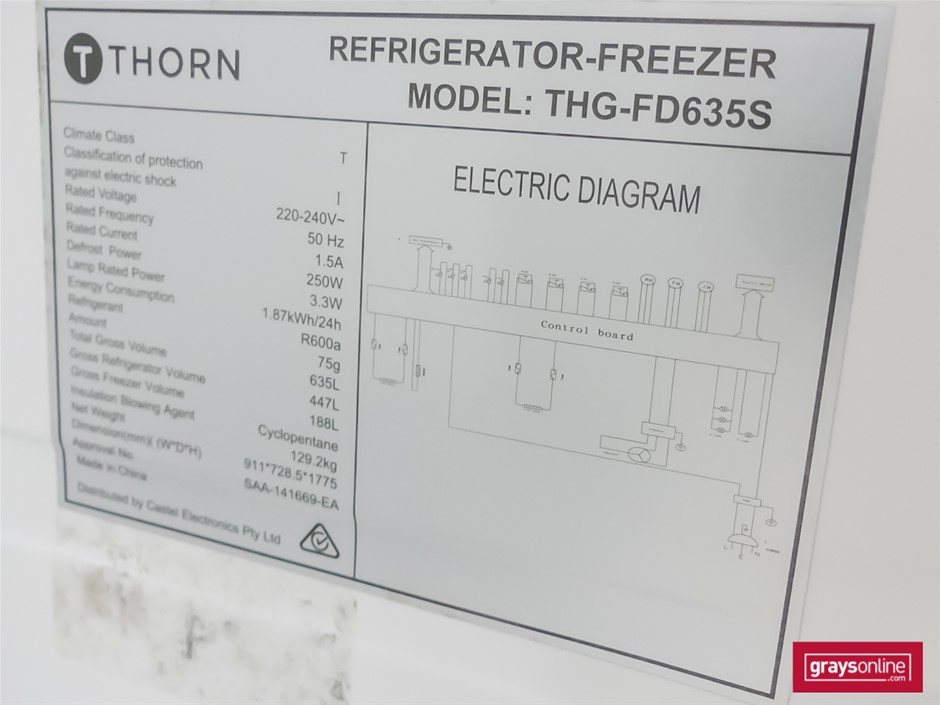 THORN
REFRIGERATOR-FREEZER
MODEL: THG-FD635S
Climate Class T
Classification of protection
against electric shock I
Rated Voltage 220-240V~
Rated Frequency 50 Hz
Rated Current 1.5A
Defrost Power 250W
Lamp Rated Power 3.3W
Energy Consumption 1.87kWh/24h
Refrigerant R600a
Amount 75g
Total Gross Volume 635L
Gross Refrigerator Volume 447L
Gross Freezer Volume 188L
Insulation Blowing Agent Cyclopentane
Net Weight 129.2kg
Dimension(mm)( (W*D*H) 911*728.5*1775
Approval No. SAA-141669-EA
Made in China
Distributed by Castel Electronics Pty Ltd
ELECTRIC DIAGRAM
Control board
graysonline
.com